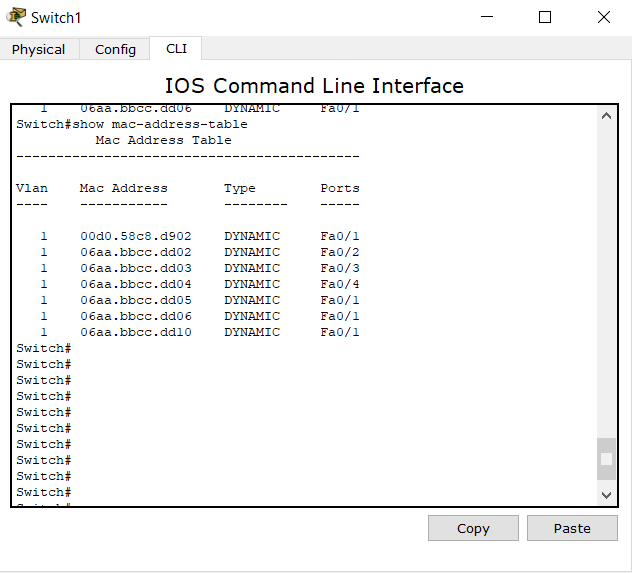 Switch1
Physical Config CLI
IOS Command Line Interface
1 06aa.bbcc.dd06 DYNAMIC Fa0/1
Switch#show mac-address-table
Mac Address Table
-------------------------------------------
Vlan Mac Address Type Ports
---- ----------- -------- -----
1 00d0.58c8.d902 DYNAMIC Fa0/1
1 06aa.bbcc.dd02 DYNAMIC Fa0/2
1 06aa.bbcc.dd03 DYNAMIC Fa0/3
1 06aa.bbcc.dd04 DYNAMIC Fa0/4
1 06aa.bbcc.dd05 DYNAMIC Fa0/1
1 06aa.bbcc.dd06 DYNAMIC Fa0/1
1 06aa.bbcc.dd10 DYNAMIC Fa0/1
Switch#
Switch#
Switch#
Switch#
Switch#
Switch#
Switch#
Switch#
Switch#
Switch#
Switch#
Copy Paste